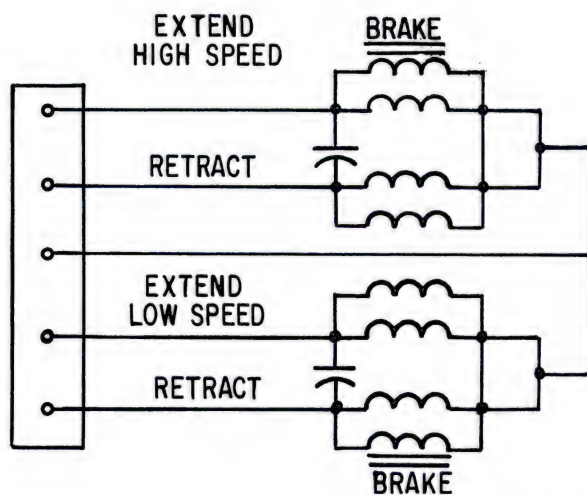 EXTEND
HIGH SPEED
BRAKE
RETRACT
EXTEND
LOW SPEED
RETRACT
BRAKE